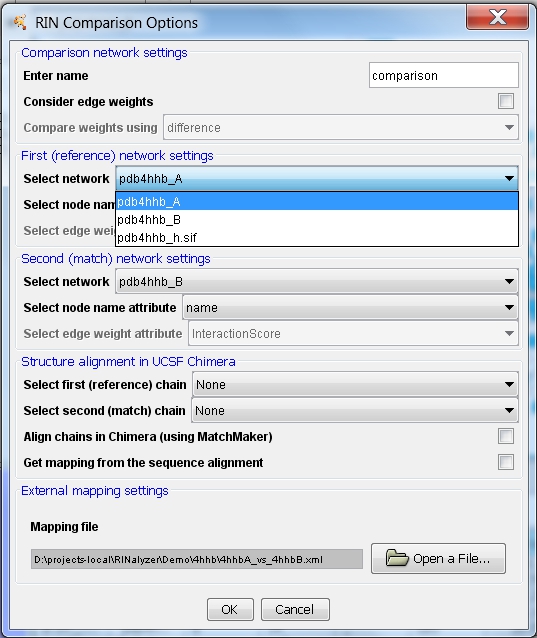 RIN Comparison Options
Comparison network settings
Enter name comparison
Consider edge weights
Compare weights using difference
First (reference) network settings
Select network pdb4hhb_A
Select node nam
pdb4hhb_A
pdb4hhb_B
Select edge wei
pdb4hhb_h.sif
Second (match) network settings
Select network pdb4hhb_B
Select node name attribute name
Select edge weight attribute InteractionScore
Structure alignment in UCSF Chimera
Select first (reference) chain None
Select second (match) chain None
Align chains in Chimera (using MatchMaker)
Get mapping from the sequence alignment
External mapping settings
Mapping file
D:\projects-local\RINalyzer\Demo\4hhb\4hhbA_vs_4hhbB.xml Open a File...
OK Cancel